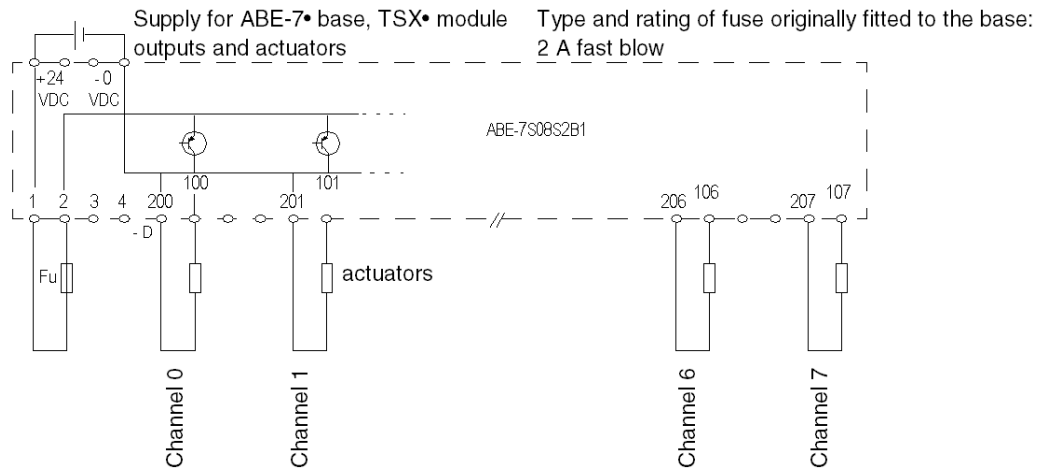 Supply for ABE-7• base, TSX• module
outputs and actuators
Type and rating of fuse originally fitted to the base:
2 A fast blow
+24 -0
VDC VDC
ABE-7S08S2B1
100 101
1 2 3 4 200 201 206 106 207 107
- D
Fu
actuators
Channel 0
Channel 1
Channel 6
Channel 7